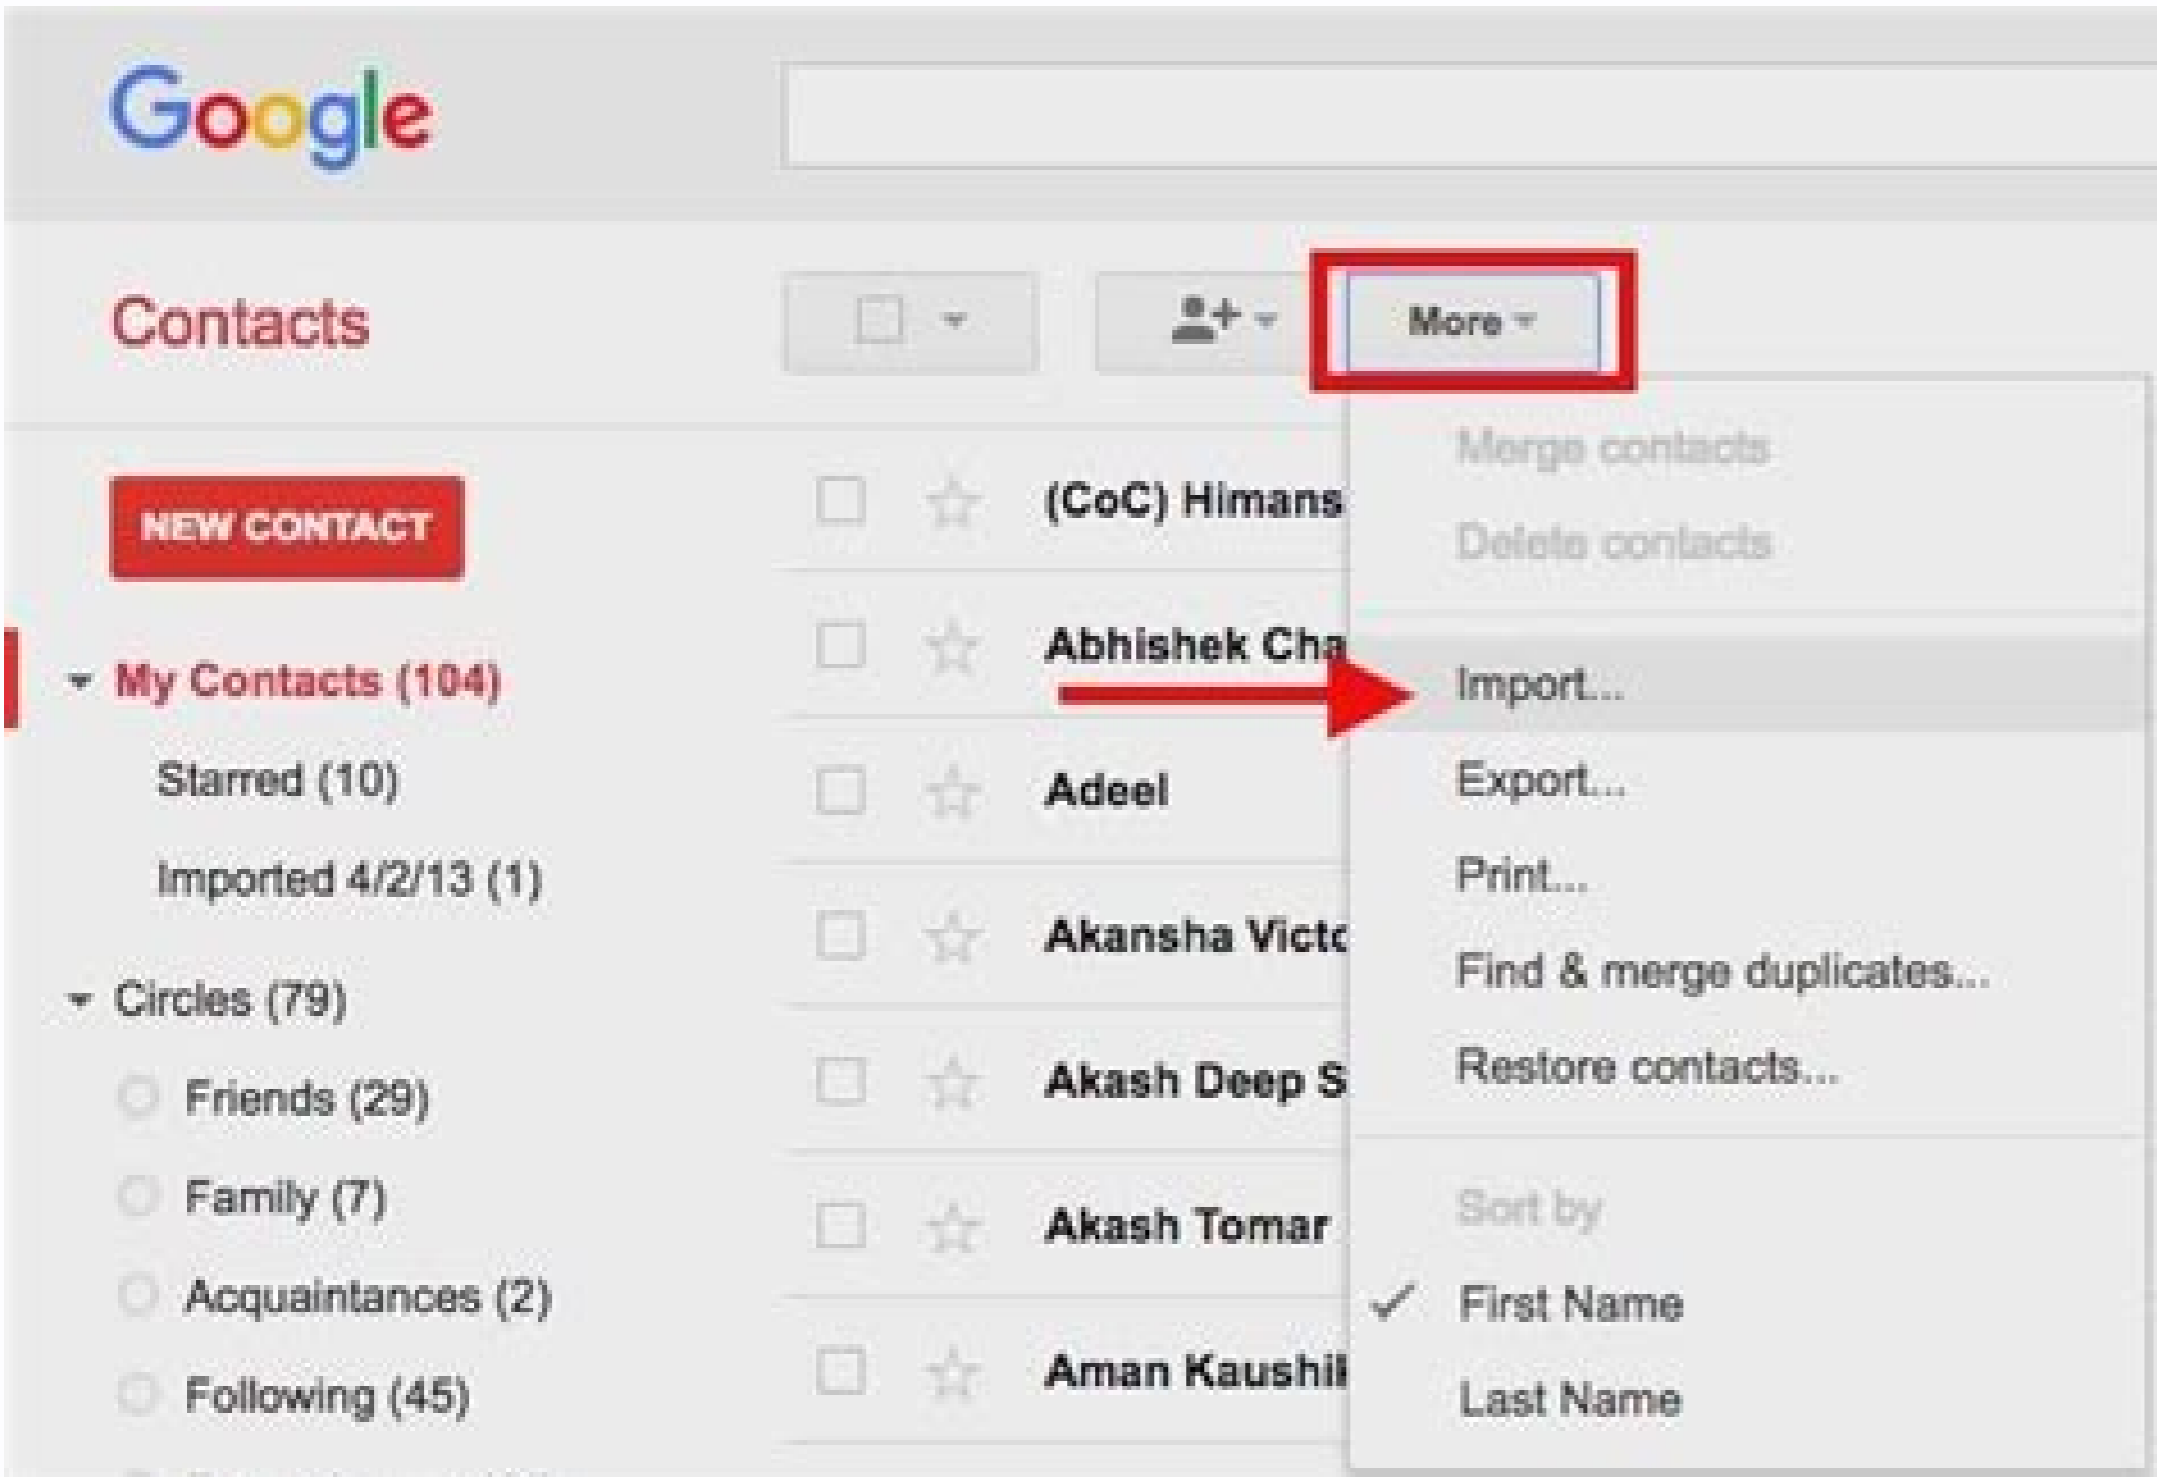 Google
Contacts
More
NEW CONTACT
My Contacts (104)
Starred (10)
Imported 4/2/13 (1)
Circles (79)
Friends (29)
Family (7)
Acquaintances (2)
Following (45)
(CoC) Himans
Abhishek Cha
Adeel
Akansha Victo
Akash Deep S
Akash Tomar
Aman Kaushik
Merge contacts
Delete contacts
Import...
Export...
Print...
Find & merge duplicates...
Restore contacts...
Sort by
First Name
Last Name